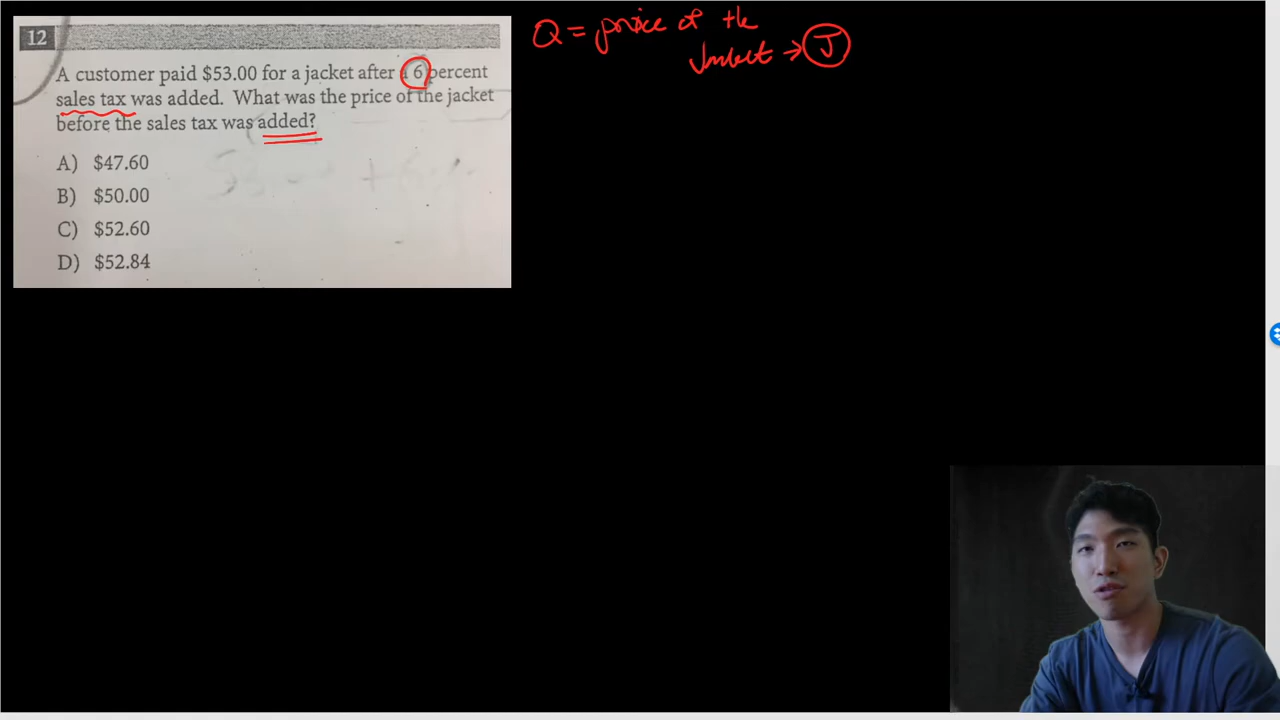 12
A customer paid $53.00 for a jacket after a 6 percent
sales tax was added. What was the price of the jacket
before the sales tax was added?
A) $47.60
B) $50.00
C) $52.60
D) $52.84
Q = price of the
→ J